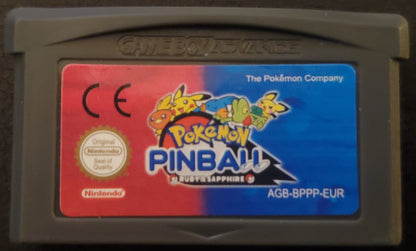 GAME BOY ADVANCE
The Pokémon Company
CE
POKéMON
PINBALL
RUBY & SAPPHIRE
Original
Nintendo
Seal of
Quality
Nintendo
AGB-BPPP-EUR